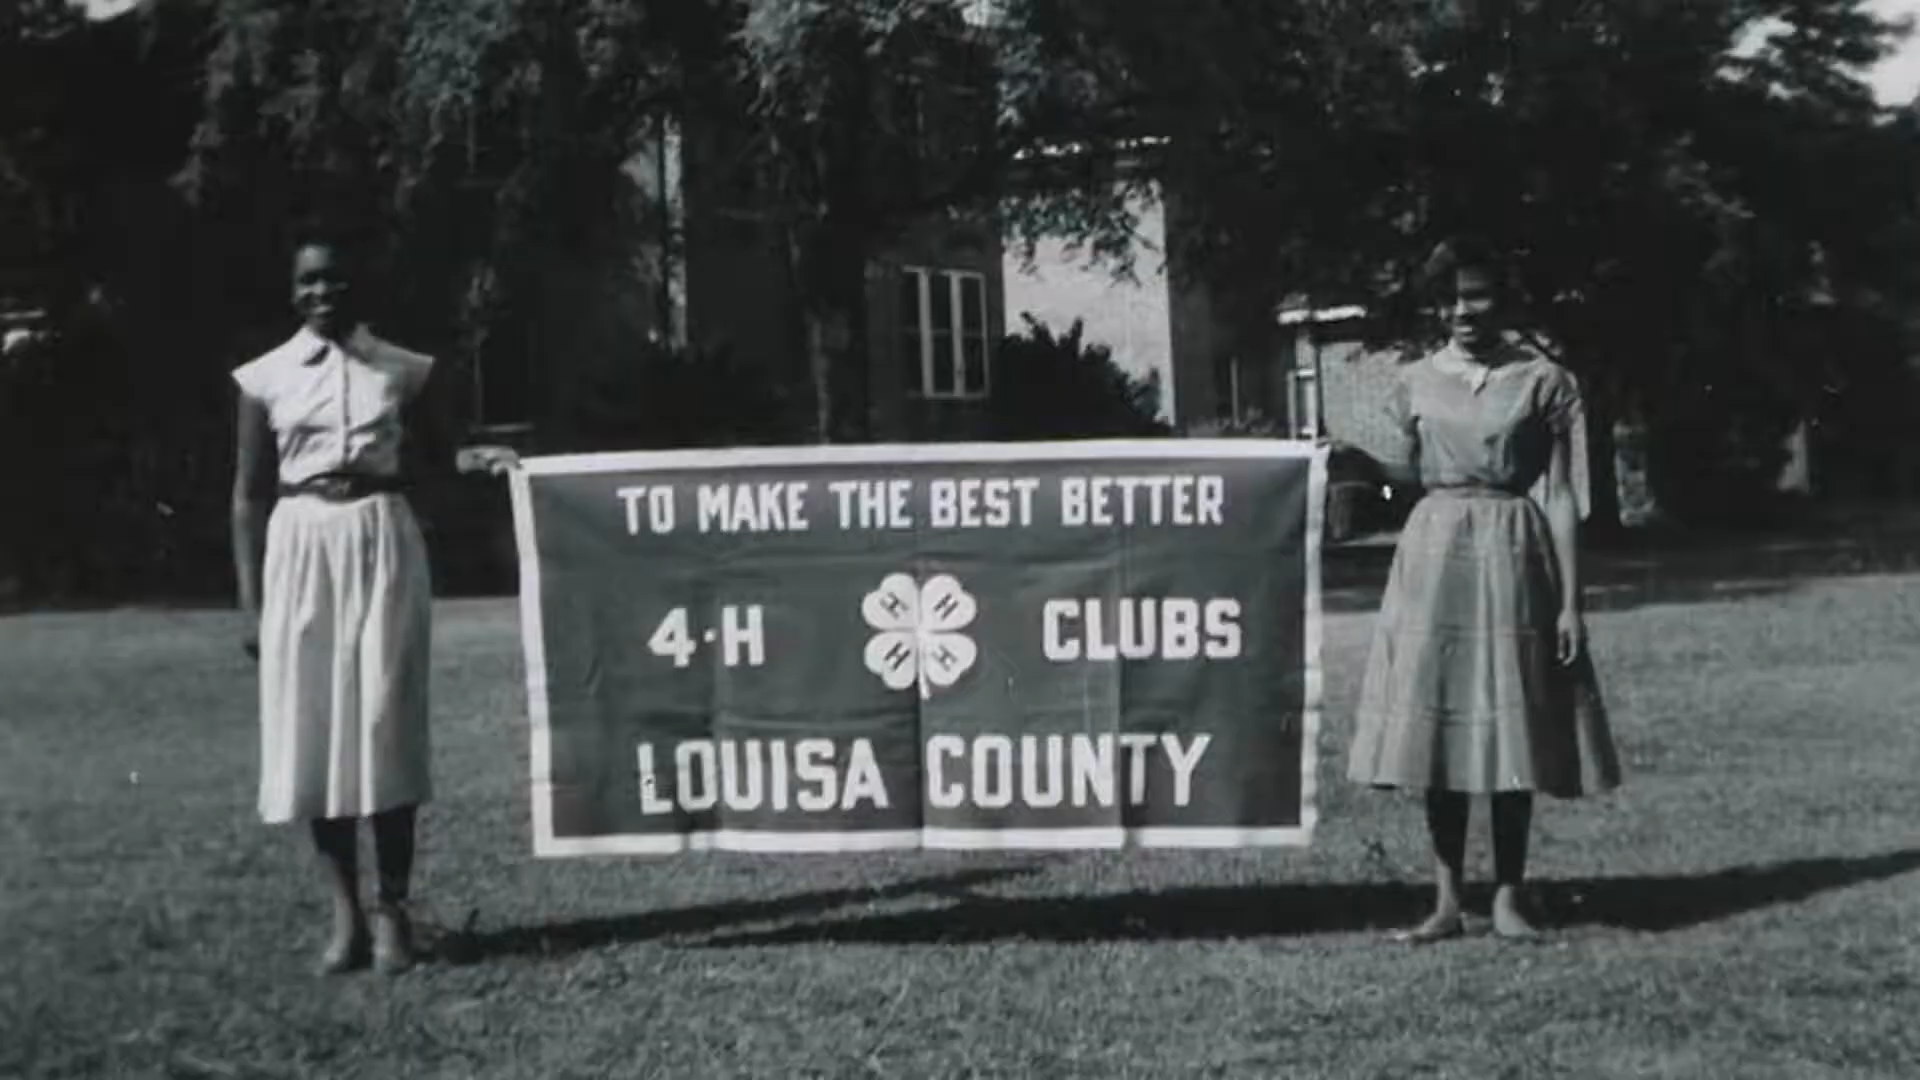 TO MAKE THE BEST BETTER
4·H CLUBS
H H
H H
LOUISA COUNTY